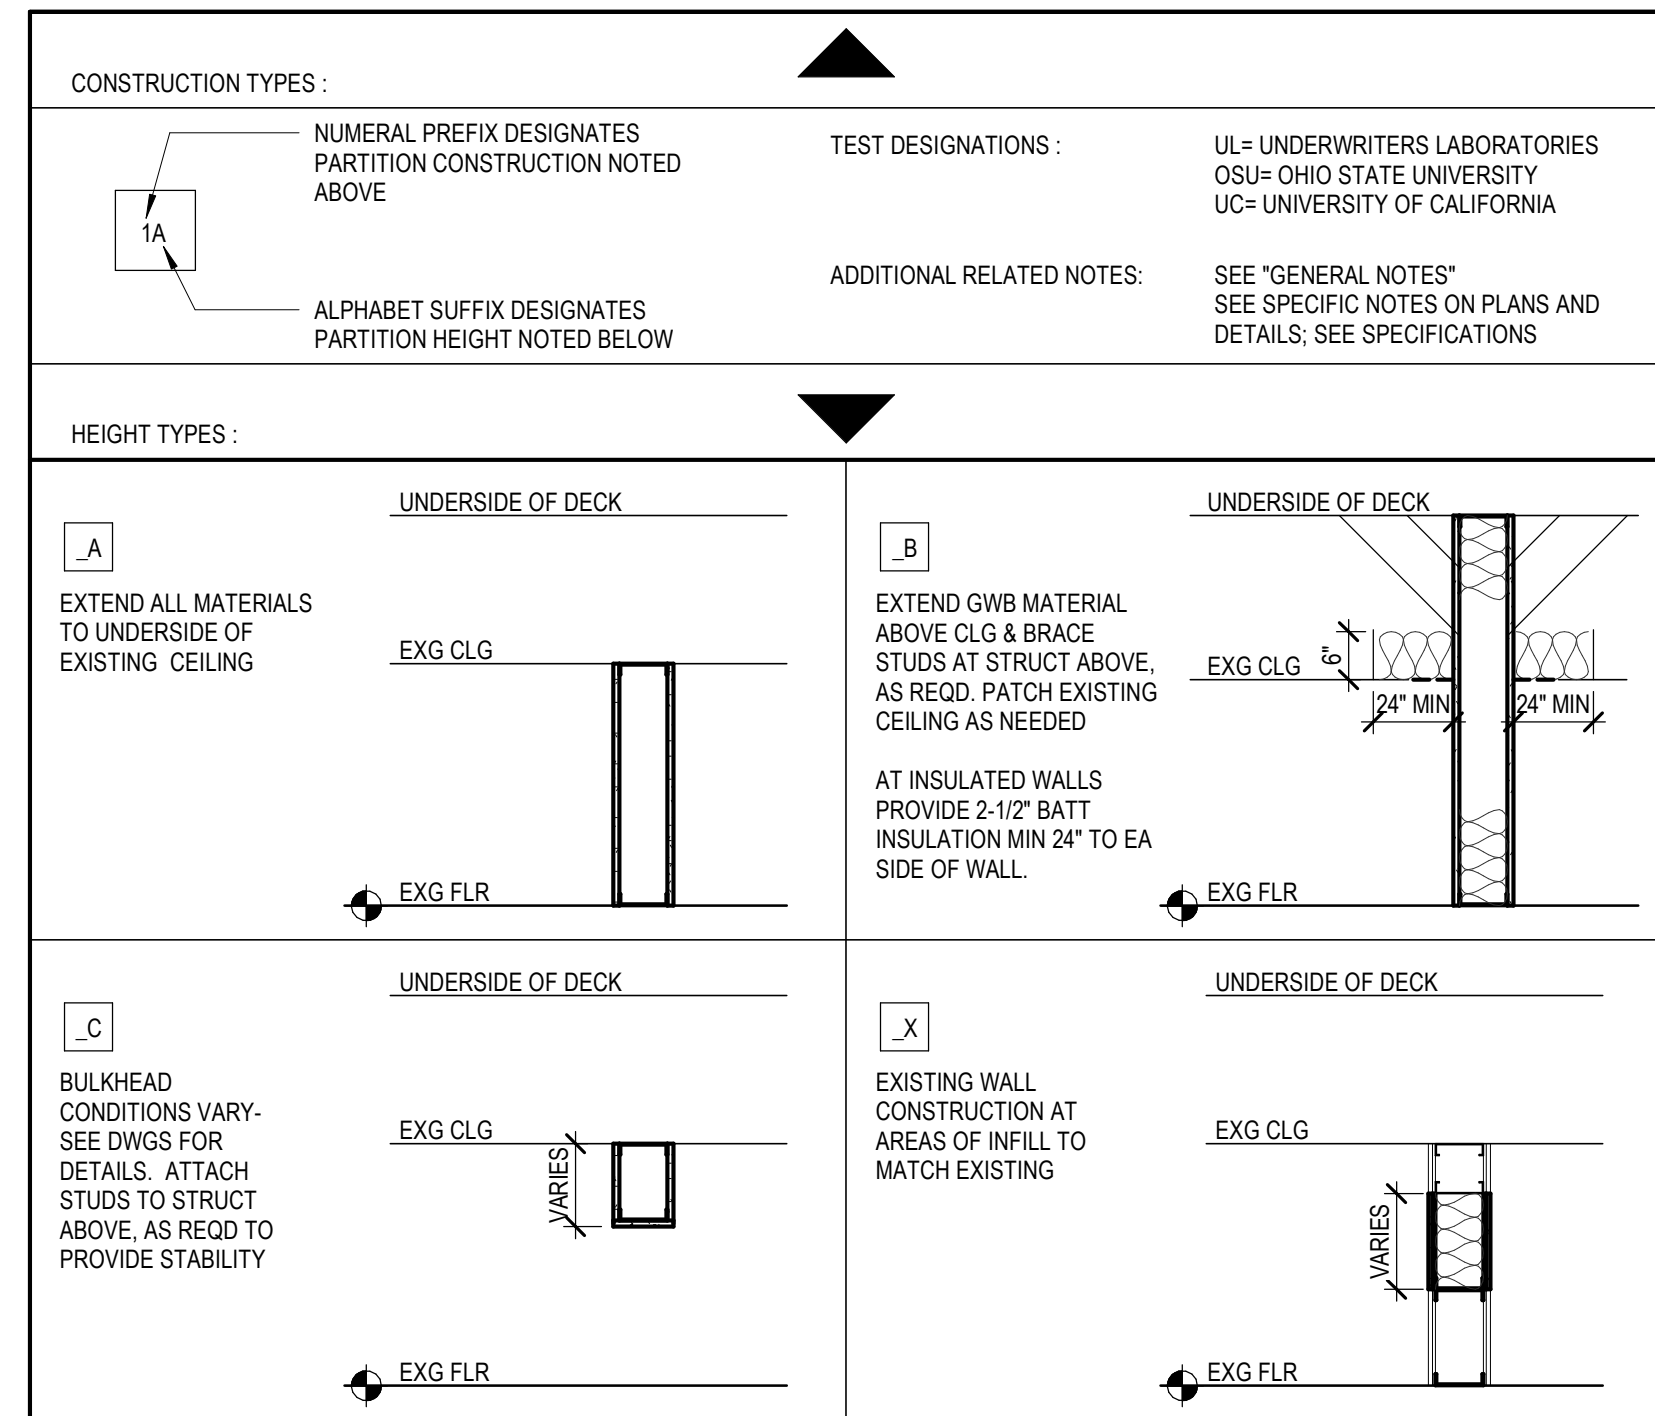 CONSTRUCTION TYPES :
NUMERAL PREFIX DESIGNATES
PARTITION CONSTRUCTION NOTED
ABOVE
1A
ALPHABET SUFFIX DESIGNATES
PARTITION HEIGHT NOTED BELOW
TEST DESIGNATIONS :
UL= UNDERWRITERS LABORATORIES
OSU= OHIO STATE UNIVERSITY
UC= UNIVERSITY OF CALIFORNIA
ADDITIONAL RELATED NOTES:
SEE "GENERAL NOTES"
SEE SPECIFIC NOTES ON PLANS AND
DETAILS; SEE SPECIFICATIONS
HEIGHT TYPES :
_A
EXTEND ALL MATERIALS
TO UNDERSIDE OF
EXISTING CEILING
UNDERSIDE OF DECK
EXG CLG
EXG FLR
_B
EXTEND GWB MATERIAL
ABOVE CLG & BRACE
STUDS AT STRUCT ABOVE,
AS REQD. PATCH EXISTING
CEILING AS NEEDED
AT INSULATED WALLS
PROVIDE 2-1/2" BATT
INSULATION MIN 24" TO EA
SIDE OF WALL.
UNDERSIDE OF DECK
EXG CLG
6"
24" MIN
24" MIN
EXG FLR
_C
BULKHEAD
CONDITIONS VARY-
SEE DWGS FOR
DETAILS. ATTACH
STUDS TO STRUCT
ABOVE, AS REQD TO
PROVIDE STABILITY
UNDERSIDE OF DECK
EXG CLG
VARIES
EXG FLR
_X
EXISTING WALL
CONSTRUCTION AT
AREAS OF INFILL TO
MATCH EXISTING
UNDERSIDE OF DECK
EXG CLG
VARIES
EXG FLR